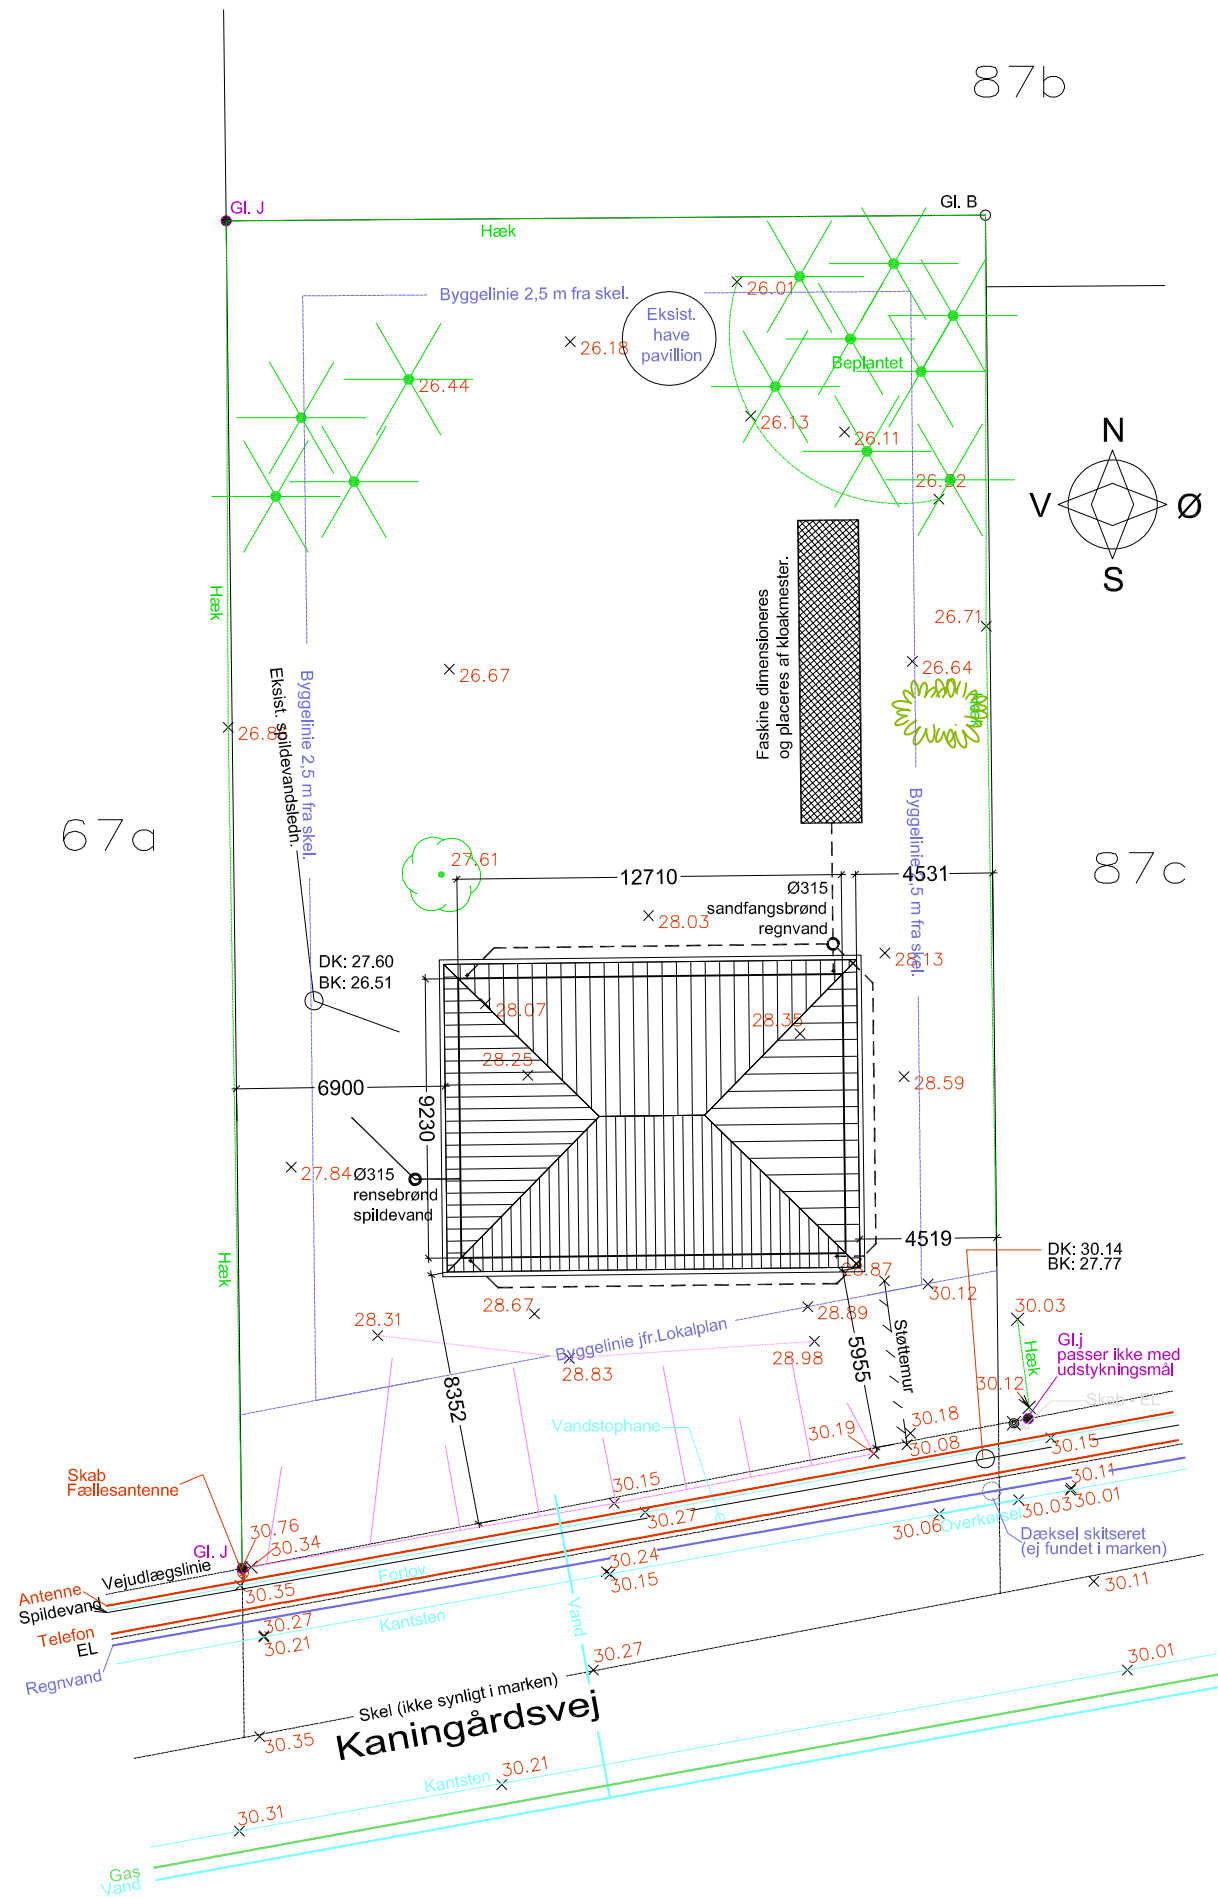 87b
Gl. J
Gl. B
Hæk
Byggelinie 2,5 m fra skel.
26.01
Eksist.
have
pavillion
26.18
26.44
Beplantet
26.13
26.11
26.32
N
V
Ø
S
Hæk
Faskine dimensioneres
og placeres af kloakmester.
26.71
26.64
Hæk
26.67
Byggelinie 2,5 m fra skel.
Eksist. spildevandsledn.
67a
87c
27.61
12710
4531
Byggelinie 2,5 m fra skel.
Ø315
sandfangsbrønd
regnvand
28.03
28.13
DK: 27.60
BK: 26.51
28.07
28.35
28.25
28.59
6900
9230
27.84
Ø315
rensebrønd
spildevand
4519
DK: 30.14
BK: 27.77
Hæk
28.87
30.12
28.67
28.89
28.31
30.03
Byggelinie jfr.Lokalplan
28.83
28.98
5955
Støttemur
Hæk
Gl.j
passer ikke med
udstykningsmål
30.12
Skab - EL
8352
Vandstophane
30.19
30.18
30.08
30.15
Skab
Fællesantenne
30.15
30.27
30.11
30.03
30.01
30.06
Overkørsel
Dæksel skitseret
(ej fundet i marken)
30.76
30.34
Gl. J
Vejudlægslinie
Antenne
Spildevand
30.35
Fortov
30.24
30.15
30.11
Telefon
EL
30.27
30.21
Kantsten
Vand
Regnvand
Skel (ikke synligt i marken)
30.27
30.01
Kaningårdsvej
30.35
Kantsten
30.21
30.31
Gas
Vand